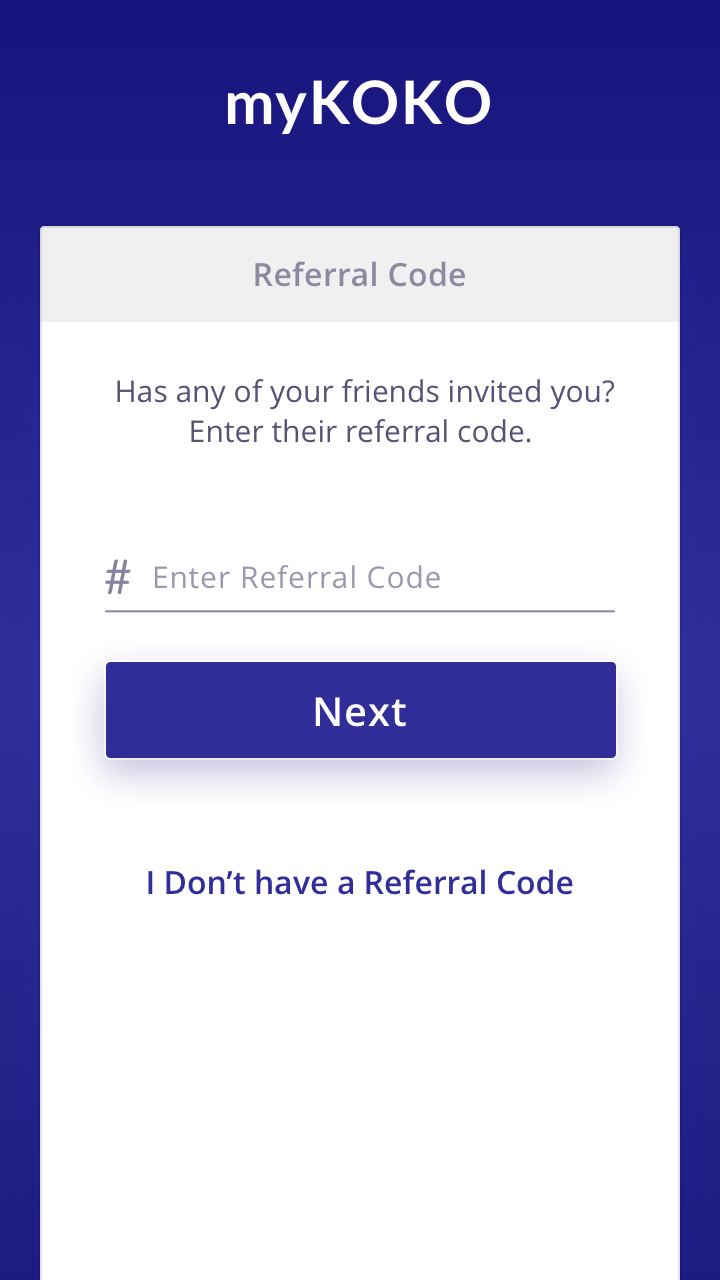 myKOKO
Referral Code
Has any of your friends invited you?
Enter their referral code.
# Enter Referral Code
Next
I Don’t have a Referral Code